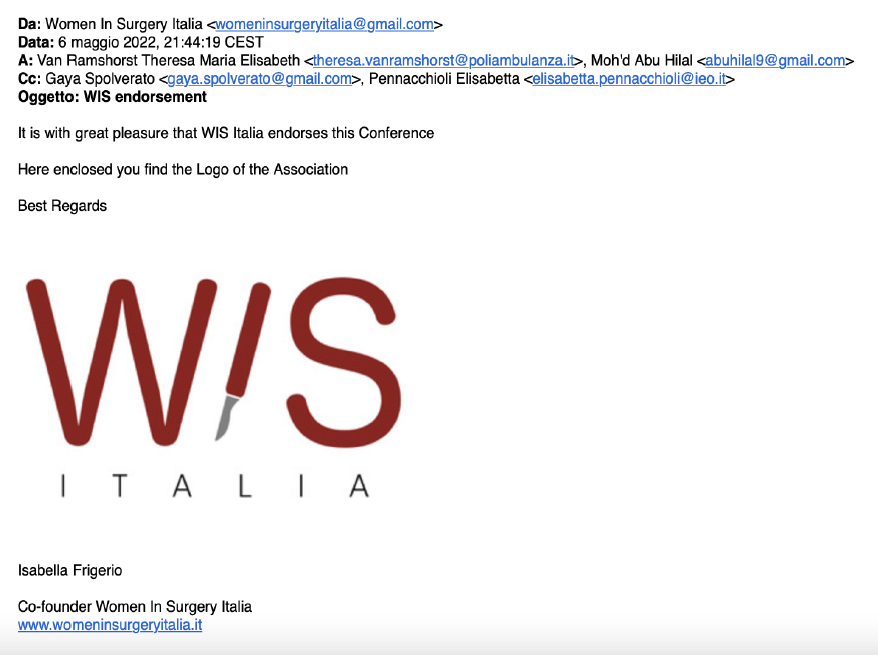 Da: Women In Surgery Italia <womeninsurgeryitalia@gmail.com>
Data: 6 maggio 2022, 21:44:19 CEST
A: Van Ramshorst Theresa Maria Elisabeth <theresa.vanramshorst@poliambulanza.it>, Moh'd Abu Hilal <abuhilal9@gmail.com>
Cc: Gaya Spolverato <gaya.spolverato@gmail.com>, Pennacchioli Elisabetta <elisabetta.pennacchioli@ieo.it>
Oggetto: WIS endorsement
It is with great pleasure that WIS Italia endorses this Conference
Here enclosed you find the Logo of the Association
Best Regards
WIS
ITALIA
Isabella Frigerio
Co-founder Women In Surgery Italia
www.womeninsurgeryitalia.it